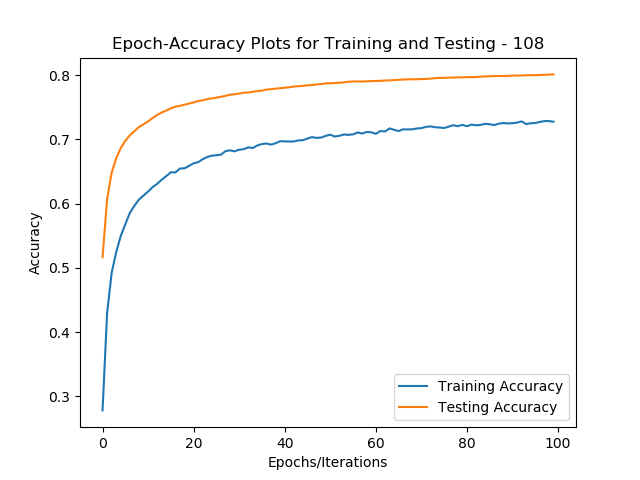 Epoch-Accuracy Plots for Training and Testing - 108
0.8
0.7
0.6
0.5
0.4
0.3
Accuracy
Training Accuracy
Testing Accuracy
0 20 40 60 80 100
Epochs/Iterations